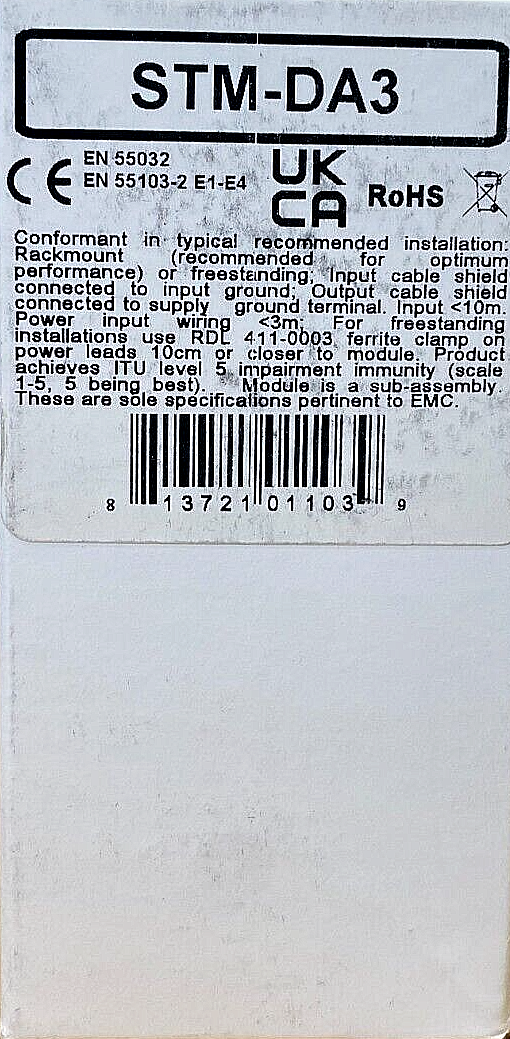 STM-DA3
CE EN 55032
EN 55103-2 E1-E4
UK
CA
RoHS
Conformant in typical recommended installation:
Rackmount (recommended for optimum
performance) or freestanding; Input cable shield
connected to input ground; Output cable shield
connected to supply ground terminal. Input <10m.
Power input wiring <3m; For freestanding
installations use RDL 411-0003 ferrite clamp on
power leads 10cm or closer to module. Product
achieves ITU level 5 impairment immunity (scale
1-5, 5 being best). Module is a sub-assembly.
These are sole specifications pertinent to EMC.
8 13721 01103 9